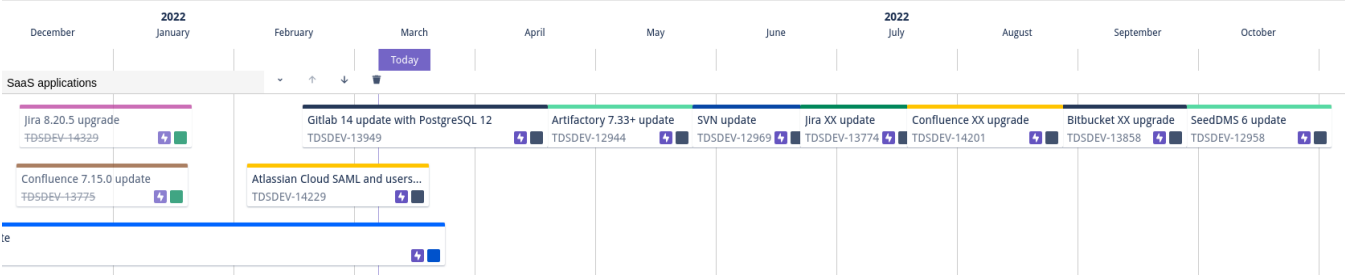 2022
2022
December
January
February
March
April
May
June
July
August
September
October
Today
SaaS applications
Jira 8.20.5 upgrade
TDSDEV-14329
Gitlab 14 update with PostgreSQL 12
TDSDEV-13949
Artifactory 7.33+ update
TDSDEV-12944
SVN update
TDSDEV-12969
Jira XX update
TDSDEV-13774
Confluence XX upgrade
TDSDEV-14201
Bitbucket XX upgrade
TDSDEV-13858
SeedDMS 6 update
TDSDEV-12958
Confluence 7.15.0 update
TDSDEV-13775
Atlassian Cloud SAML and users...
TDSDEV-14229
te